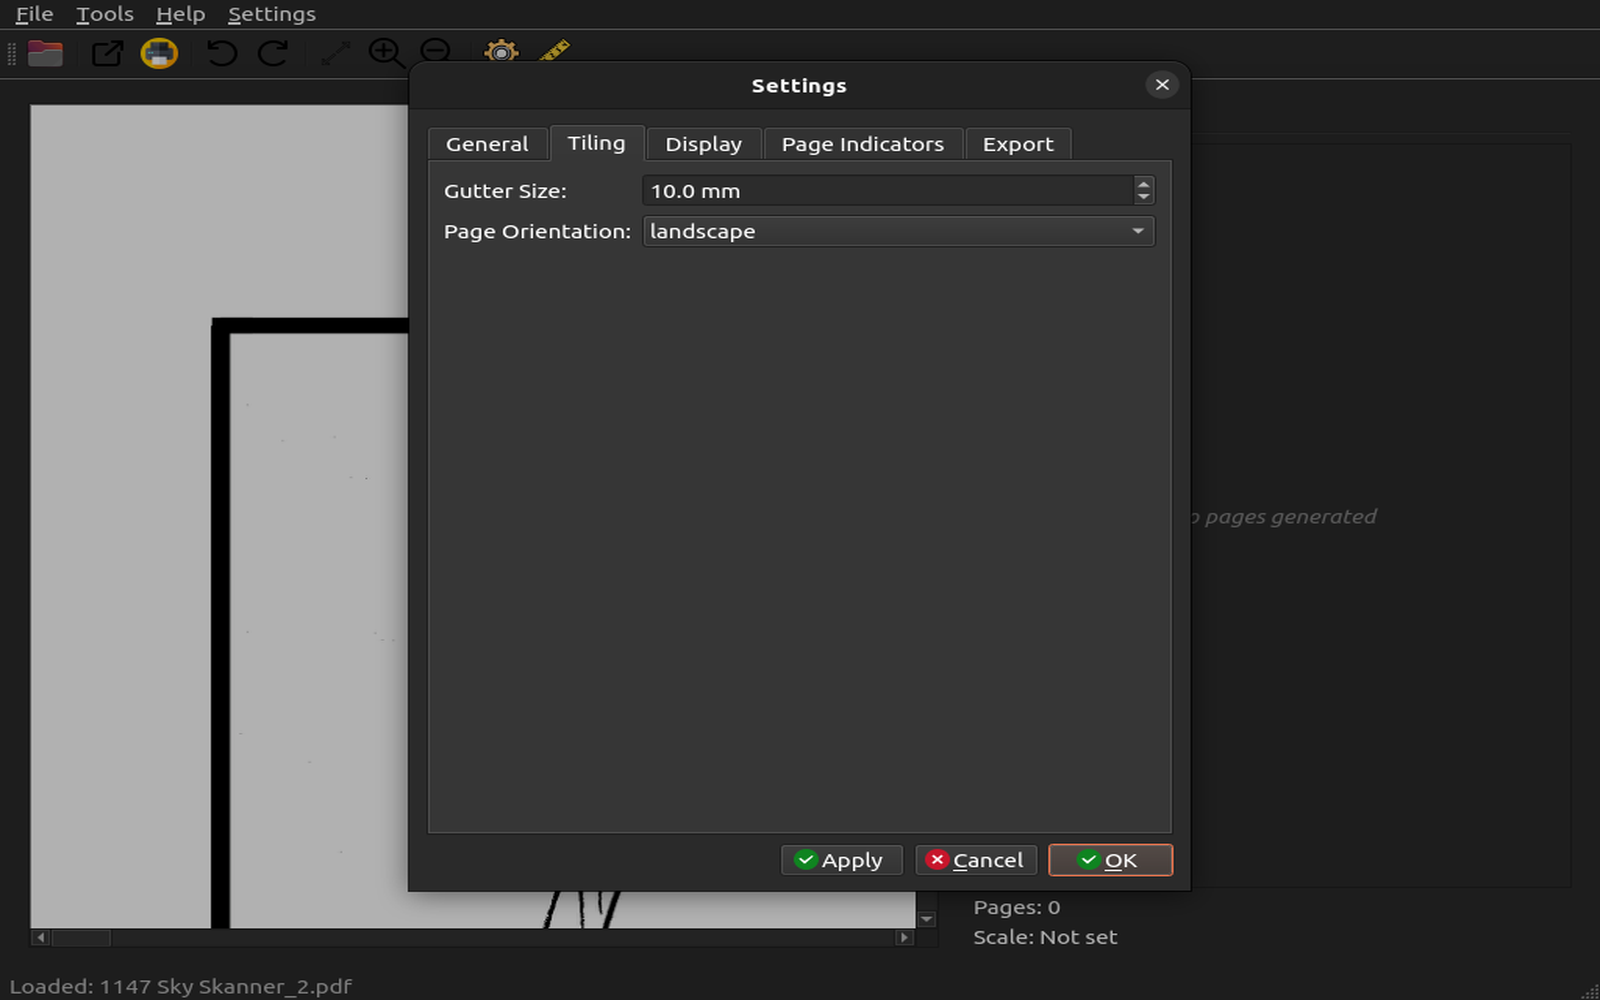 File Tools Help Settings
Settings
General Tiling Display Page Indicators Export
Gutter Size: 10.0 mm
Page Orientation: landscape
pages generated
Apply Cancel OK
Pages: 0
Scale: Not set
Loaded: 1147 Sky Skanner_2.pdf